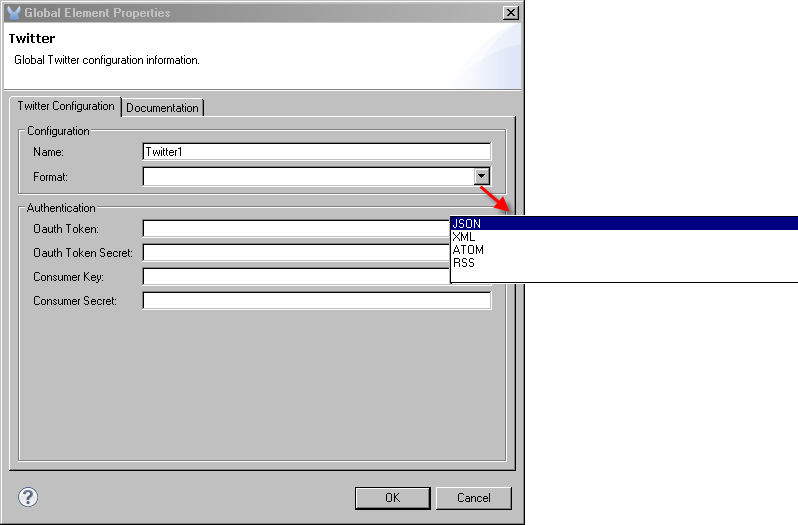 Global Element Properties
Twitter
Global Twitter configuration information.
Twitter Configuration
Documentation
Configuration
Name:
Twitter1
Format:
Authentication
Oauth Token:
Oauth Token Secret:
Consumer Key:
Consumer Secret:
JSON
XML
ATOM
RSS
?
OK
Cancel